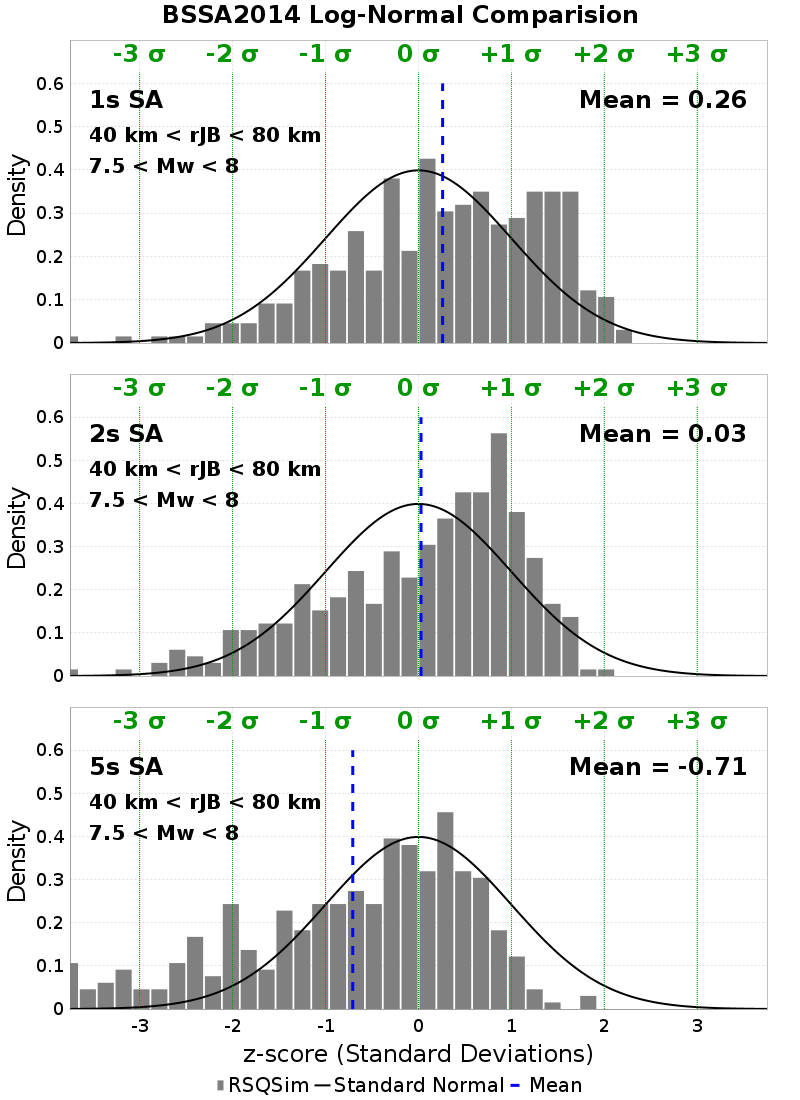 BSSA2014 Log-Normal Comparision
-3 σ -2 σ -1 σ 0 σ +1 σ +2 σ +3 σ
1s SA Mean = 0.26
40 km < rJB < 80 km
7.5 < Mw < 8
0.6
0.5
0.4
0.3
0.2
0.1
0
Density
-3 σ -2 σ -1 σ 0 σ +1 σ +2 σ +3 σ
2s SA Mean = 0.03
40 km < rJB < 80 km
7.5 < Mw < 8
0.6
0.5
0.4
0.3
0.2
0.1
0
Density
-3 σ -2 σ -1 σ 0 σ +1 σ +2 σ +3 σ
5s SA Mean = -0.71
40 km < rJB < 80 km
7.5 < Mw < 8
0.6
0.5
0.4
0.3
0.2
0.1
0
Density
-3 -2 -1 0 1 2 3
z-score (Standard Deviations)
RSQSim Standard Normal Mean